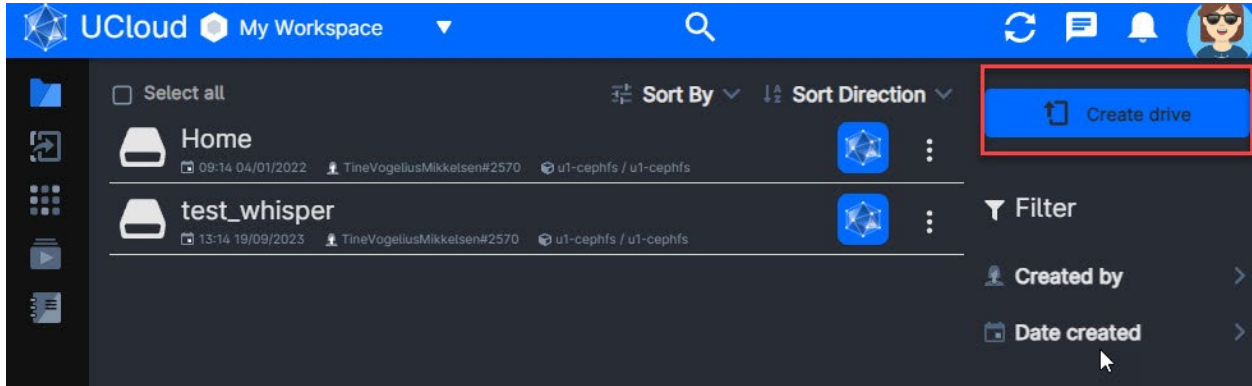 UCloud My Workspace
Select all Sort By Sort Direction
Create drive
Home
09:14 04/01/2022 TineVogeliusMikkelsen#2570 u1-cephfs / u1-cephfs
test_whisper
13:14 19/09/2023 TineVogeliusMikkelsen#2570 u1-cephfs / u1-cephfs
Filter
Created by
Date created